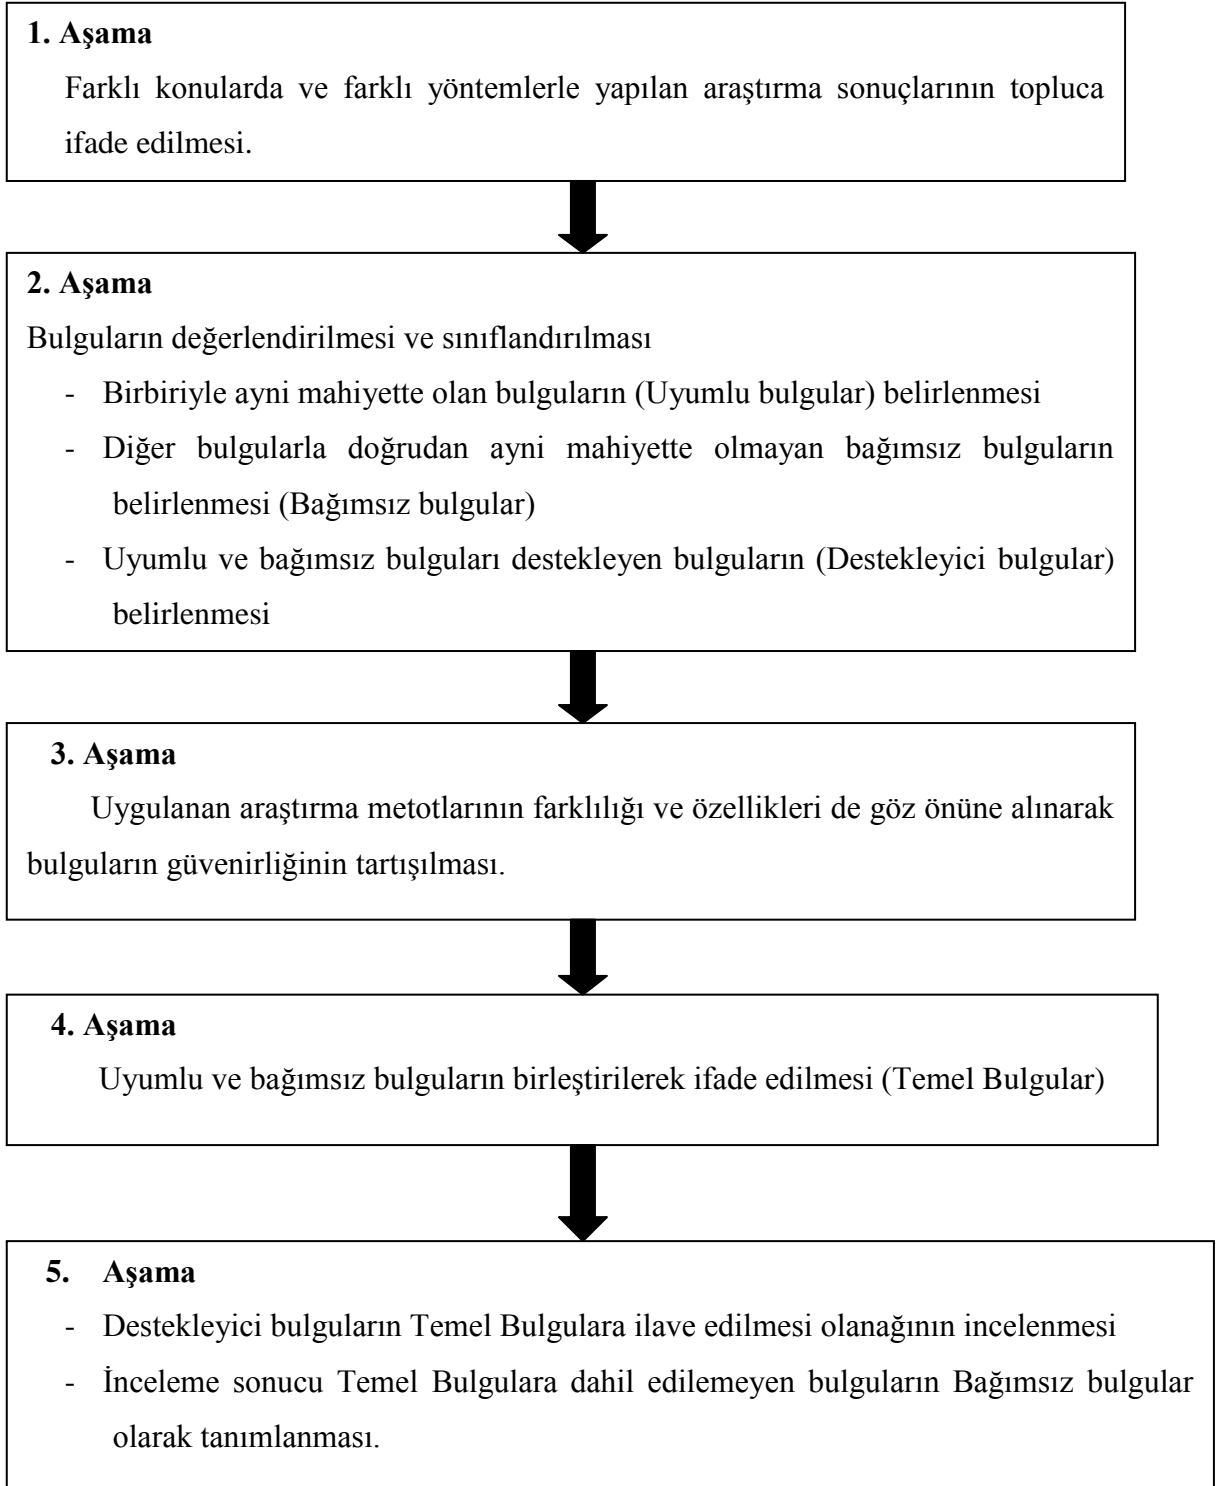 1. Aşama
Farklı konularda ve farklı yöntemlerle yapılan araştırma sonuçlarının topluca
ifade edilmesi.
2. Aşama
Bulguların değerlendirilmesi ve sınıflandırılması
- Birbiriyle ayni mahiyette olan bulguların (Uyumlu bulgular) belirlenmesi
- Diğer bulgularla doğrudan ayni mahiyette olmayan bağımsız bulguların
belirlenmesi (Bağımsız bulgular)
- Uyumlu ve bağımsız bulguları destekleyen bulguların (Destekleyici bulgular)
belirlenmesi
3. Aşama
Uygulanan araştırma metotlarının farklılığı ve özellikleri de göz önüne alınarak
bulguların güvenirliğinin tartışılması.
4. Aşama
Uyumlu ve bağımsız bulguların birleştirilerek ifade edilmesi (Temel Bulgular)
5. Aşama
- Destekleyici bulguların Temel Bulgulara ilave edilmesi olanağının incelenmesi
- İnceleme sonucu Temel Bulgulara dahil edilemeyen bulguların Bağımsız bulgular
olarak tanımlanması.